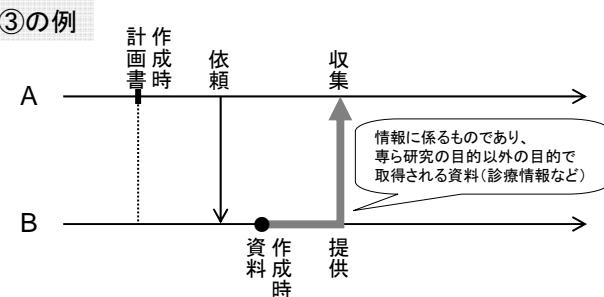 ③の例
計画書
作成時
依頼
収集
A
情報に係るものであり、
専ら研究の目的以外の目的で
取得される資料(診療情報など)
B
資料
作成時
提供